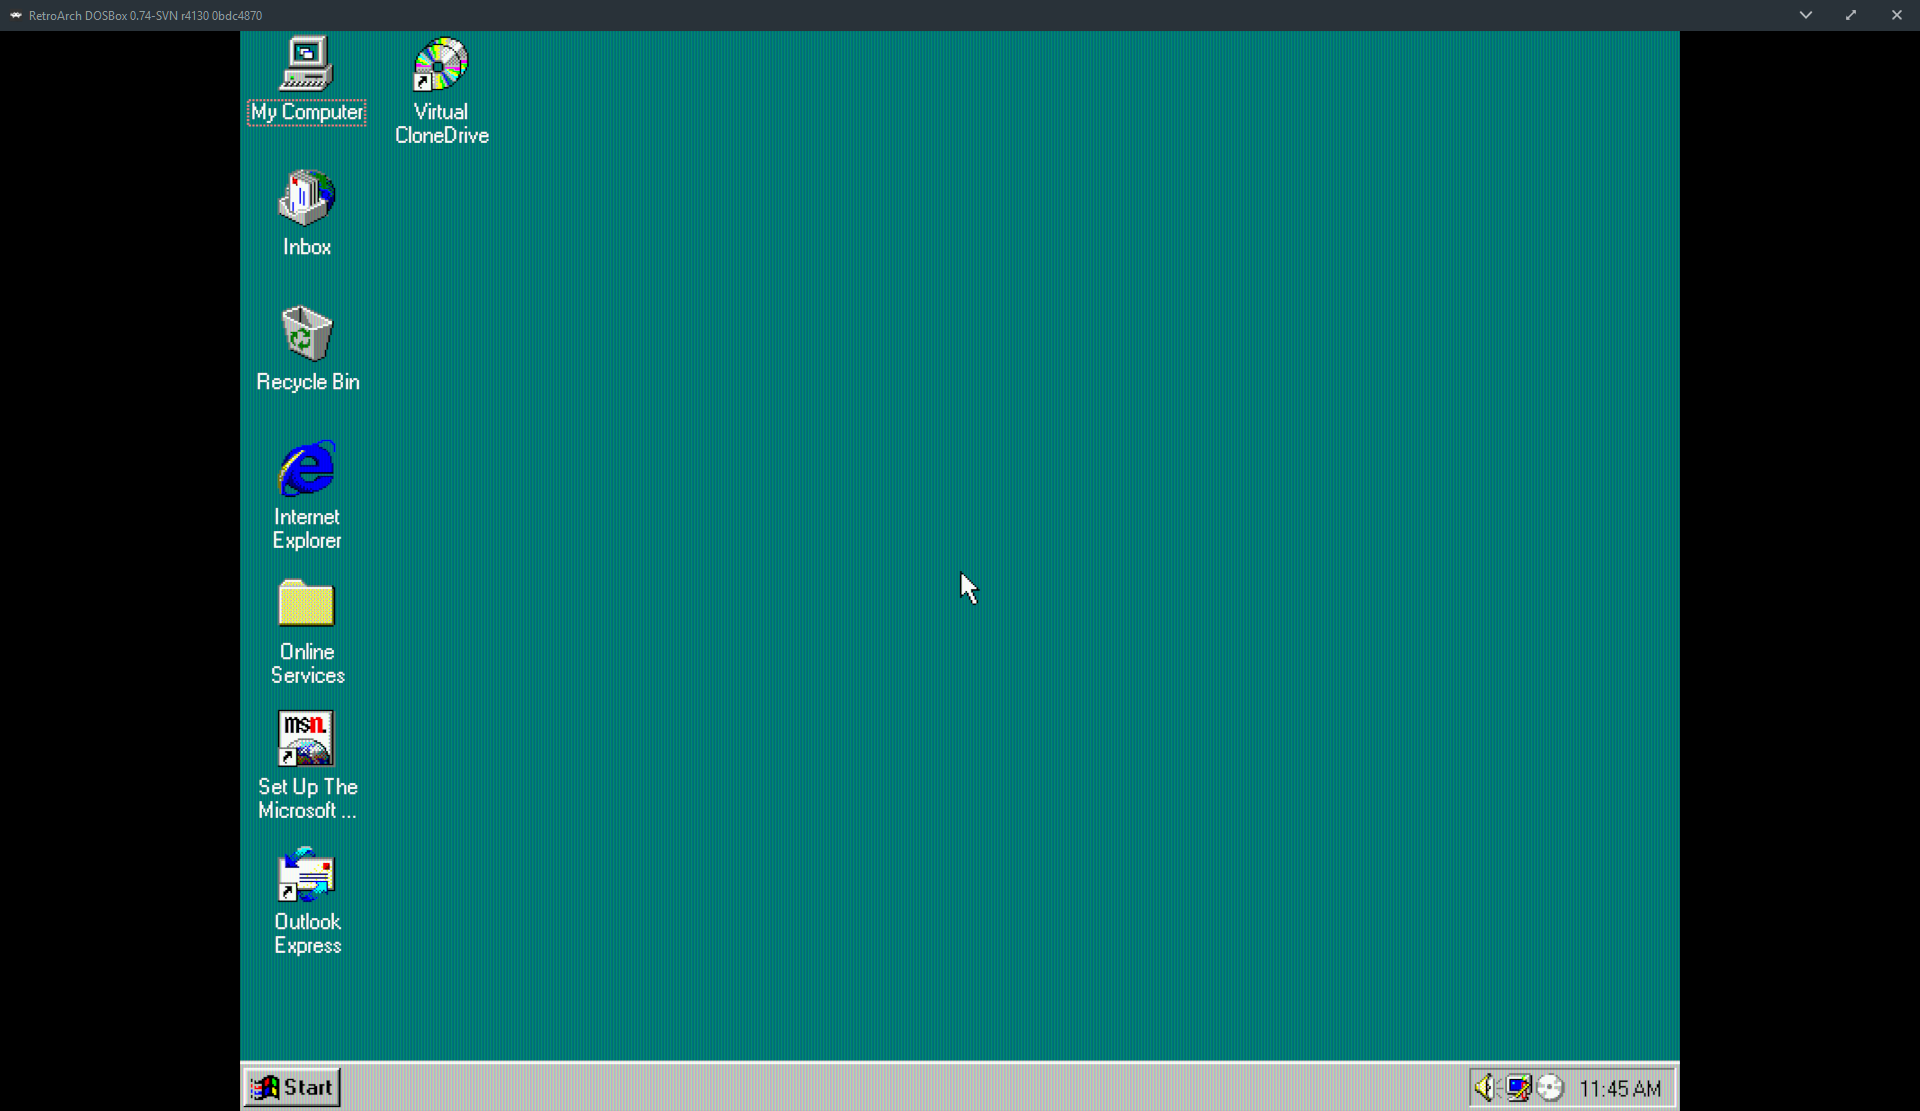 RetroArch DOSBox 0.74-SVN r4130 0bdc4870
My Computer
Virtual
CloneDrive
Inbox
Recycle Bin
Internet
Explorer
Online
Services
msn.
Set Up The
Microsoft ...
Outlook
Express
Start
11:45 AM